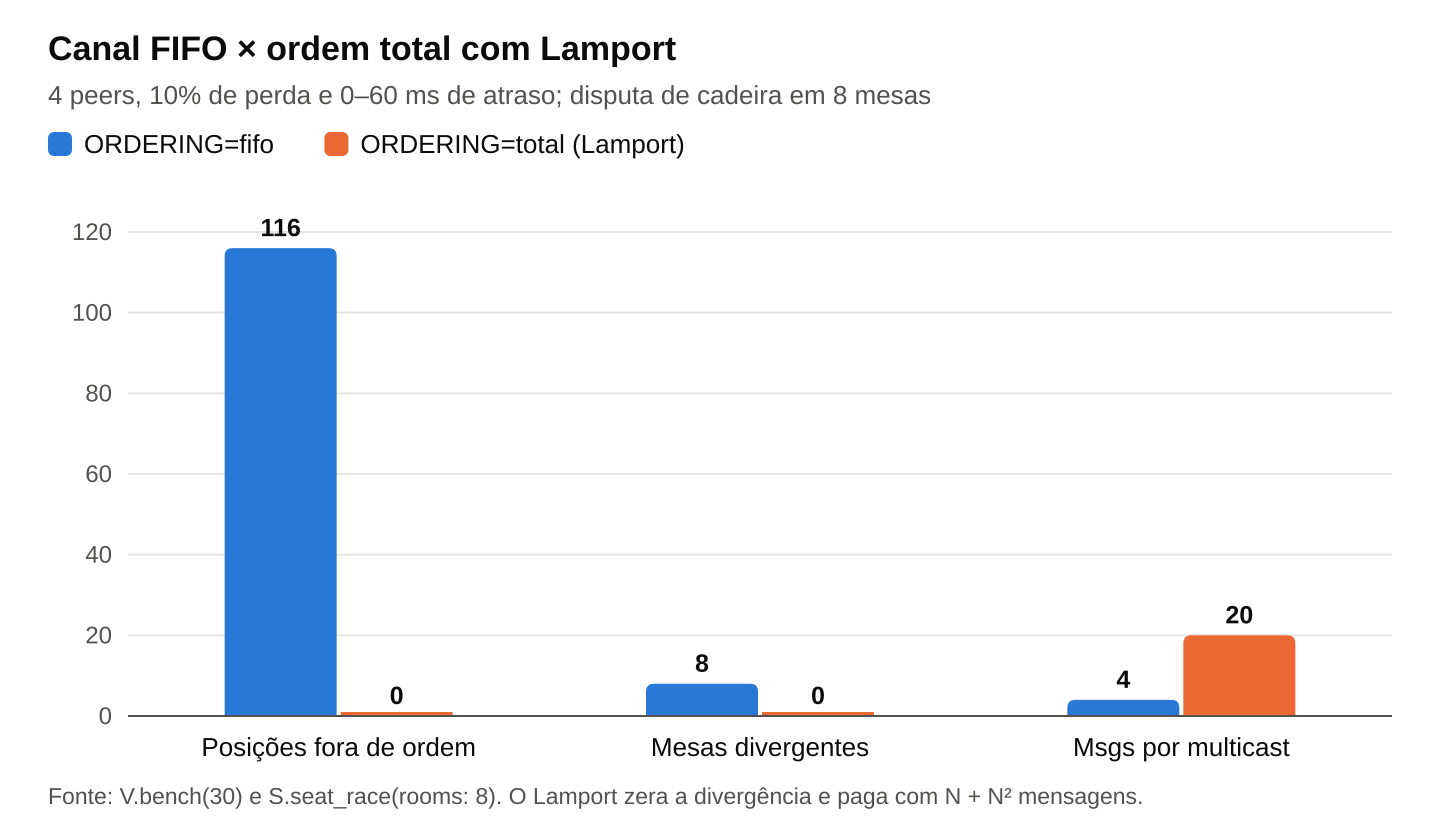 Canal FIFO × ordem total com Lamport
4 peers, 10% de perda e 0–60 ms de atraso; disputa de cadeira em 8 mesas
ORDERING=fifo ORDERING=total (Lamport)
120
100
80
60
40
20
0
116
0
8
0
4
20
Posições fora de ordem Mesas divergentes Msgs por multicast
Fonte: V.bench(30) e S.seat_race(rooms: 8). O Lamport zera a divergência e paga com N + N² mensagens.